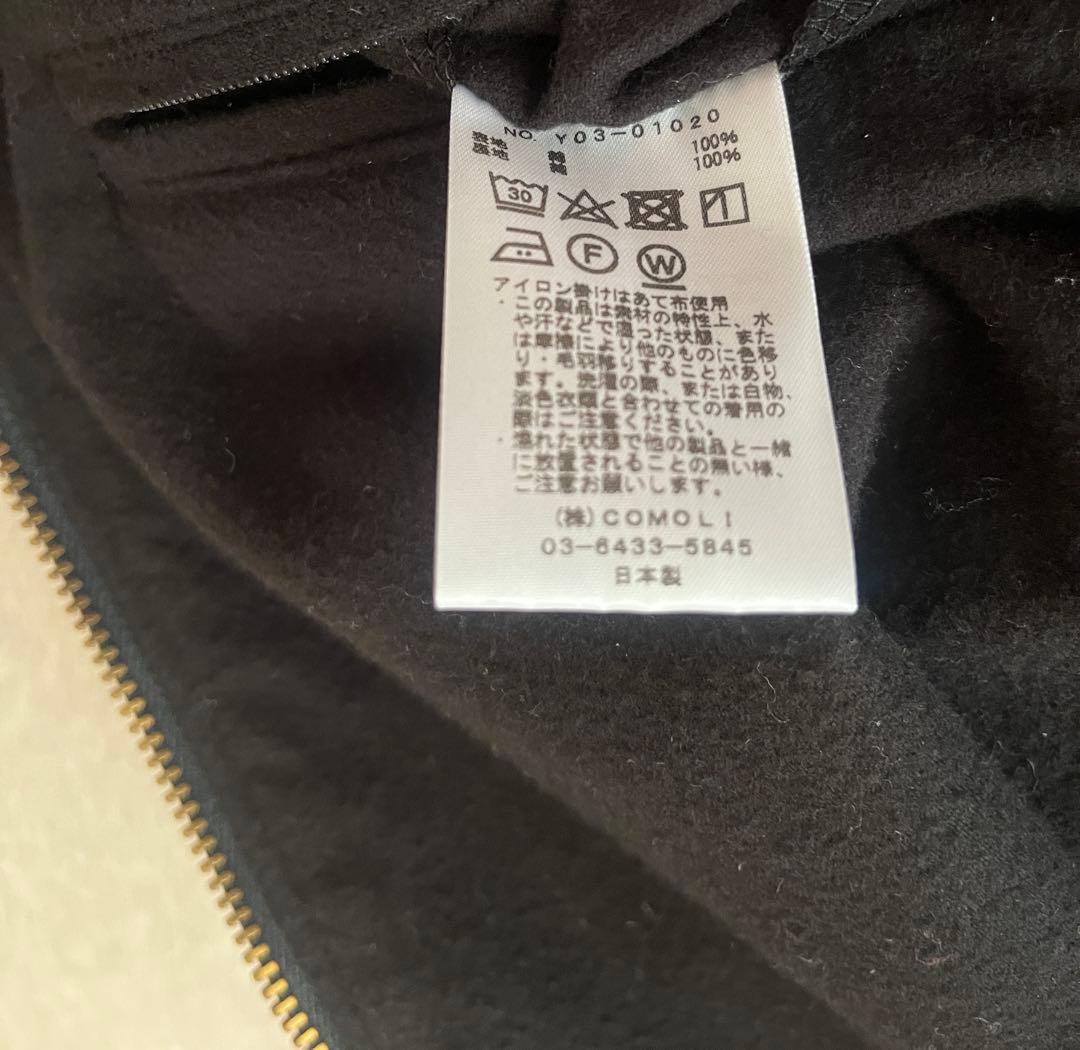 NO. Y03-01020
表地 綿 100%
裏地 綿 100%
30
F W
アイロン掛けはあて布使用
・この製品は素材の特性上、水
や汗などで湿った状態、また
は摩擦により他のものに色移
り・毛羽移りすることがあり
ます。洗濯の際、または白物、
淡色衣類と合わせての着用の
際はご注意ください。
・濡れた状態で他の製品と一緒
に放置されることの無い様、
ご注意お願いします。
(株)COMOLI
03-6433-5845
日本製